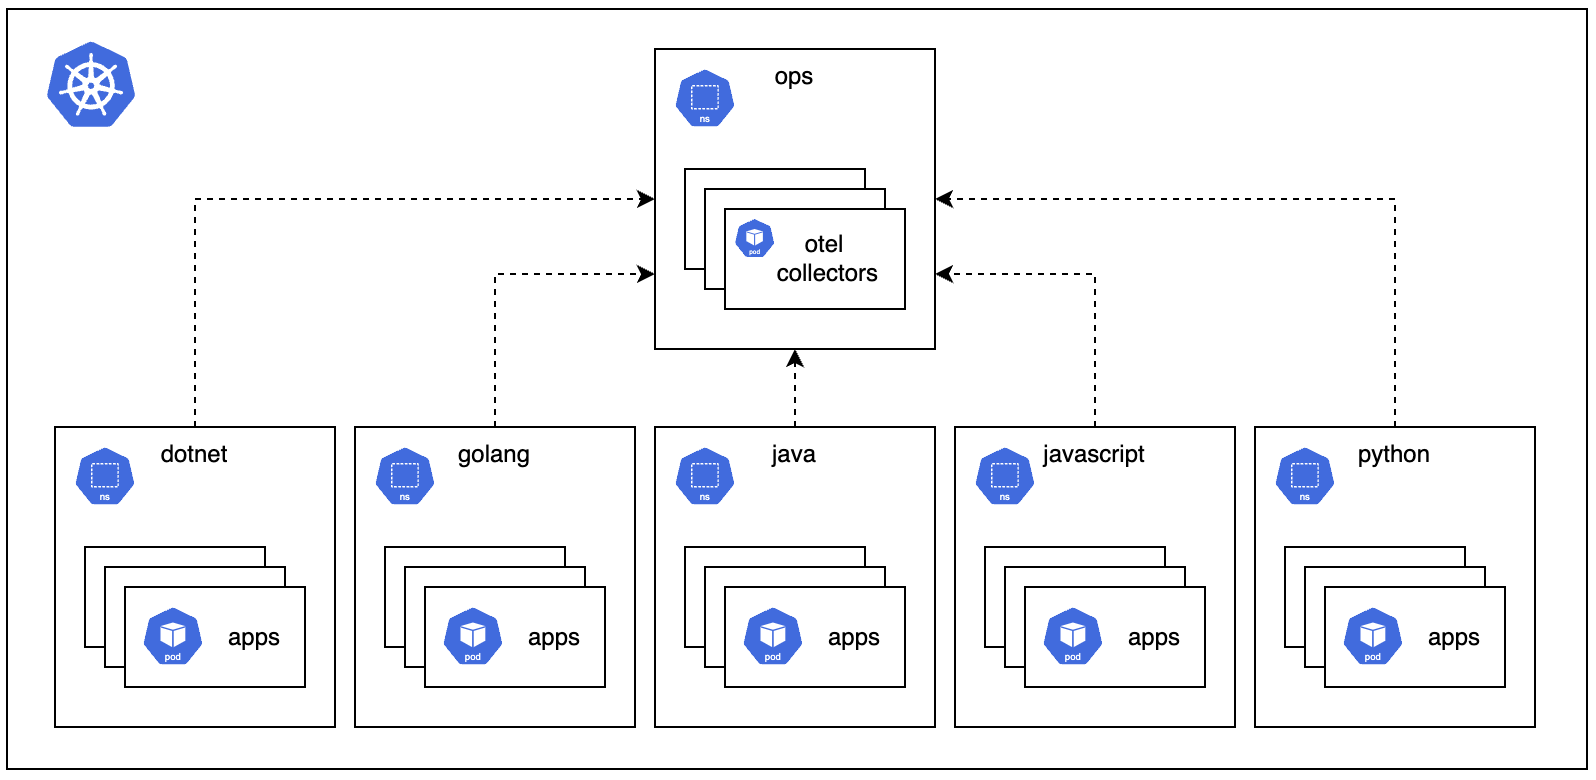 ops
ns
pod
otel
collectors
dotnet
ns
pod
apps
golang
ns
pod
apps
java
ns
pod
apps
javascript
ns
pod
apps
python
ns
pod
apps